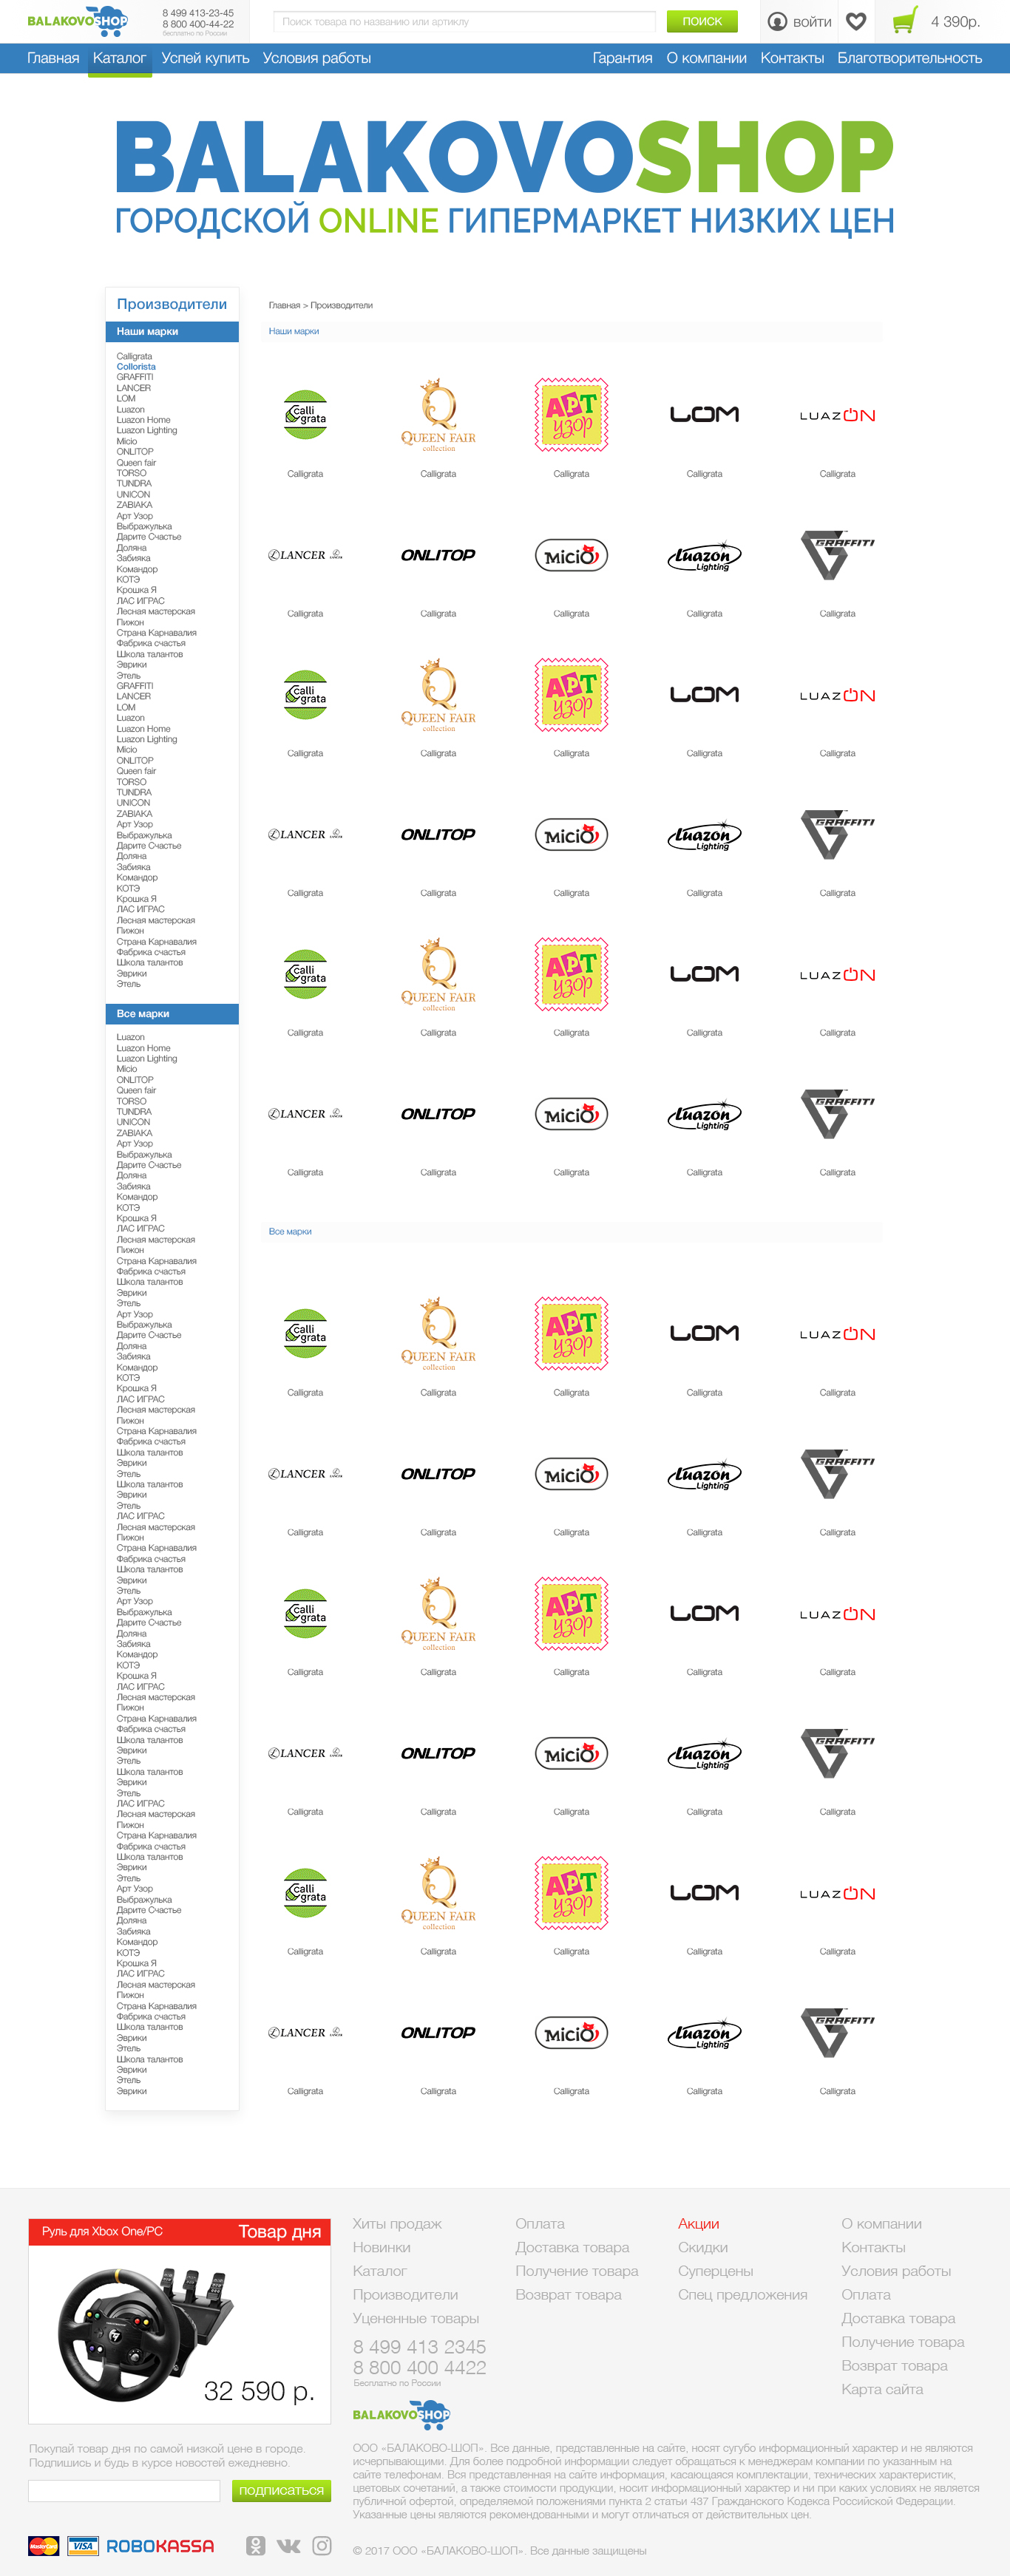 BALAKOVOSHOP
8 499 413-23-45
8 800 400-44-22
бесплатно по России
Поиск товара по названию или артиклу
ПОИСК
войти
4 390р.
Главная
Каталог
Успей купить
Условия работы
Гарантия
О компании
Контакты
Благотворительность
BALAKOVOSHOP
ГОРОДСКОЙ ONLINE ГИПЕРМАРКЕТ НИЗКИХ ЦЕН
Производители
Наши марки
Calligrata
Collorista
GRAFFITI
LANCER
LOM
Luazon
Luazon Home
Luazon Lighting
Micio
ONLITOP
Queen fair
TORSO
TUNDRA
UNICON
ZABIAKA
Арт Узор
Выбражулька
Дарите Счастье
Доляна
Забияка
Командор
КОТЭ
Крошка Я
ЛАС ИГРАС
Лесная мастерская
Пижон
Страна Карнавалия
Фабрика счастья
Школа талантов
Эврики
Этель
GRAFFITI
LANCER
LOM
Luazon
Luazon Home
Luazon Lighting
Micio
ONLITOP
Queen fair
TORSO
TUNDRA
UNICON
ZABIAKA
Арт Узор
Выбражулька
Дарите Счастье
Доляна
Забияка
Командор
КОТЭ
Крошка Я
ЛАС ИГРАС
Лесная мастерская
Пижон
Страна Карнавалия
Фабрика счастья
Школа талантов
Эврики
Этель
Все марки
Luazon
Luazon Home
Luazon Lighting
Micio
ONLITOP
Queen fair
TORSO
TUNDRA
UNICON
ZABIAKA
Арт Узор
Выбражулька
Дарите Счастье
Доляна
Забияка
Командор
КОТЭ
Крошка Я
ЛАС ИГРАС
Лесная мастерская
Пижон
Страна Карнавалия
Фабрика счастья
Школа талантов
Эврики
Этель
Арт Узор
Выбражулька
Дарите Счастье
Доляна
Забияка
Командор
КОТЭ
Крошка Я
ЛАС ИГРАС
Лесная мастерская
Пижон
Страна Карнавалия
Фабрика счастья
Школа талантов
Эврики
Этель
Школа талантов
Эврики
Этель
ЛАС ИГРАС
Лесная мастерская
Пижон
Страна Карнавалия
Фабрика счастья
Школа талантов
Эврики
Этель
Арт Узор
Выбражулька
Дарите Счастье
Доляна
Забияка
Командор
КОТЭ
Крошка Я
ЛАС ИГРАС
Лесная мастерская
Пижон
Страна Карнавалия
Фабрика счастья
Школа талантов
Эврики
Этель
Школа талантов
Эврики
Этель
ЛАС ИГРАС
Лесная мастерская
Пижон
Страна Карнавалия
Фабрика счастья
Школа талантов
Эврики
Этель
Арт Узор
Выбражулька
Дарите Счастье
Доляна
Забияка
Командор
КОТЭ
Крошка Я
ЛАС ИГРАС
Лесная мастерская
Пижон
Страна Карнавалия
Фабрика счастья
Школа талантов
Эврики
Этель
Школа талантов
Эврики
Этель
Эврики
Главная > Производители
Наши марки
Calli grata
QUEEN FAIR collection
АРТ узор
LOM
LUAZON
Calligrata Calligrata Calligrata Calligrata Calligrata
LANCER
ONLITOP
MiciO
Luazon Lighting
GRAFFITI
Calligrata Calligrata Calligrata Calligrata Calligrata
Calli grata
QUEEN FAIR collection
АРТ узор
LOM
LUAZON
Calligrata Calligrata Calligrata Calligrata Calligrata
LANCER
ONLITOP
MiciO
Luazon Lighting
GRAFFITI
Calligrata Calligrata Calligrata Calligrata Calligrata
Calli grata
QUEEN FAIR collection
АРТ узор
LOM
LUAZON
Calligrata Calligrata Calligrata Calligrata Calligrata
LANCER
ONLITOP
MiciO
Luazon Lighting
GRAFFITI
Calligrata Calligrata Calligrata Calligrata Calligrata
Все марки
Calli grata
QUEEN FAIR collection
АРТ узор
LOM
LUAZON
Calligrata Calligrata Calligrata Calligrata Calligrata
LANCER
ONLITOP
MiciO
Luazon Lighting
GRAFFITI
Calligrata Calligrata Calligrata Calligrata Calligrata
Calli grata
QUEEN FAIR collection
АРТ узор
LOM
LUAZON
Calligrata Calligrata Calligrata Calligrata Calligrata
LANCER
ONLITOP
MiciO
Luazon Lighting
GRAFFITI
Calligrata Calligrata Calligrata Calligrata Calligrata
Calli grata
QUEEN FAIR collection
АРТ узор
LOM
LUAZON
Calligrata Calligrata Calligrata Calligrata Calligrata
LANCER
ONLITOP
MiciO
Luazon Lighting
GRAFFITI
Calligrata Calligrata Calligrata Calligrata Calligrata
Руль для Xbox One/PC
Товар дня
32 590 р.
Покупай товар дня по самой низкой цене в городе.
Подпишись и будь в курсе новостей ежедневно.
подписаться
MasterCard
VISA
ROBOKASSA
Хиты продаж
Новинки
Каталог
Производители
Уцененные товары
8 499 413 2345
8 800 400 4422
Бесплатно по России
Оплата
Доставка товара
Получение товара
Возврат товара
Акции
Скидки
Суперцены
Спец предложения
О компании
Контакты
Условия работы
Оплата
Доставка товара
Получение товара
Возврат товара
Карта сайта
BALAKOVOSHOP
ООО «БАЛАКОВО-ШОП». Все данные, представленные на сайте, носят сугубо информационный характер и не являются
исчерпывающими. Для более подробной информации следует обращаться к менеджерам компании по указанным на
сайте телефонам. Вся представленная на сайте информация, касающаяся комплектации, технических характеристик,
цветовых сочетаний, а также стоимости продукции, носит информационный характер и ни при каких условиях не является
публичной офертой, определяемой положениями пункта 2 статьи 437 Гражданского Кодекса Российской Федерации.
Указанные цены являются рекомендованными и могут отличаться от действительных цен.
© 2017 ООО «БАЛАКОВО-ШОП». Все данные защищены